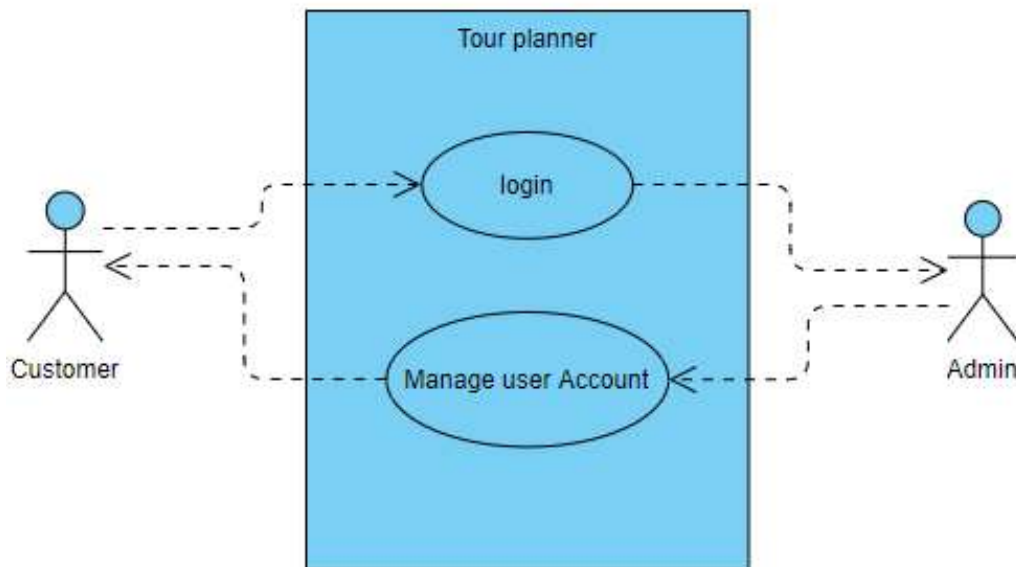 Tour planner
login
Customer
Manage user Account
Admin